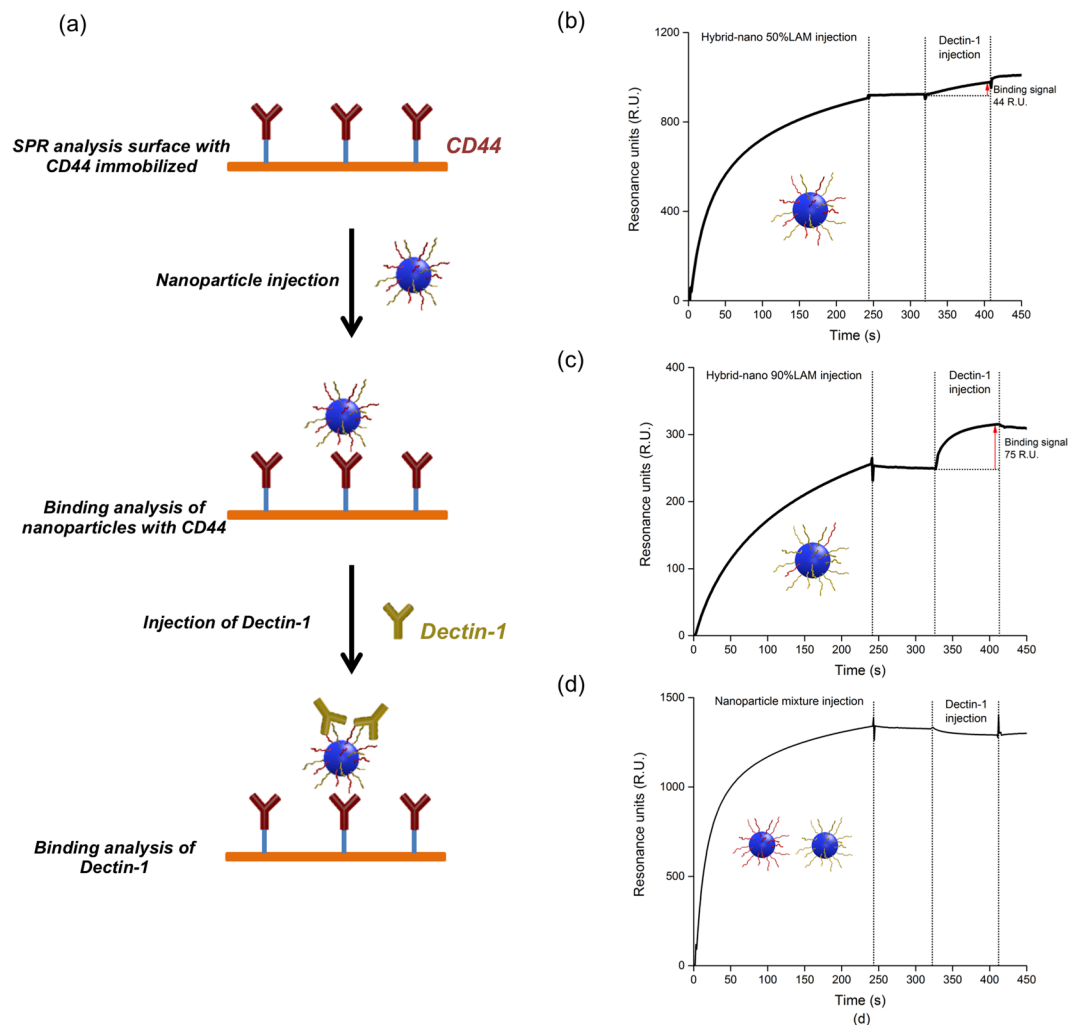 (a)
SPR analysis surface with
CD44 immobilized
CD44
Nanoparticle injection
Binding analysis of
nanoparticles with CD44
Injection of Dectin-1
Dectin-1
Binding analysis of
Dectin-1
(b)
Hybrid-nano 50%LAM injection
Dectin-1
injection
Binding signal
44 R.U.
Resonance units (R.U.)
1200
800
400
0
0 50 100 150 200 250 300 350 400 450
Time (s)
(c)
Hybrid-nano 90%LAM injection
Dectin-1
injection
Binding signal
75 R.U.
Resonance units (R.U.)
400
300
200
100
0
0 50 100 150 200 250 300 350 400 450
Time (s)
(d)
Nanoparticle mixture injection
Dectin-1
injection
Resonance units (R.U.)
1500
1000
500
0
0 50 100 150 200 250 300 350 400 450
Time (s)
(d)